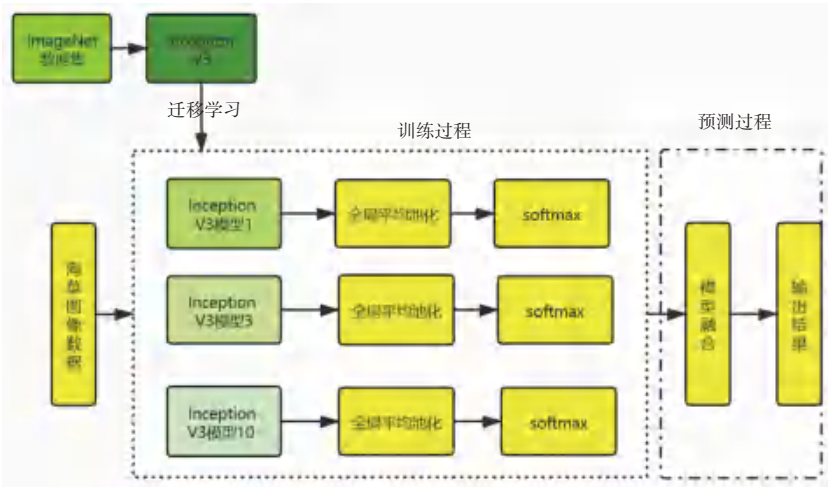 ImageNet
数据集
Inception
V3
迁移学习
训练过程
预测过程
海草图像数据
Inception
V3模型1
全局平均池化
softmax
Inception
V3模型3
全局平均池化
softmax
Inception
V3模型10
全局平均池化
softmax
模型融合
输出结果